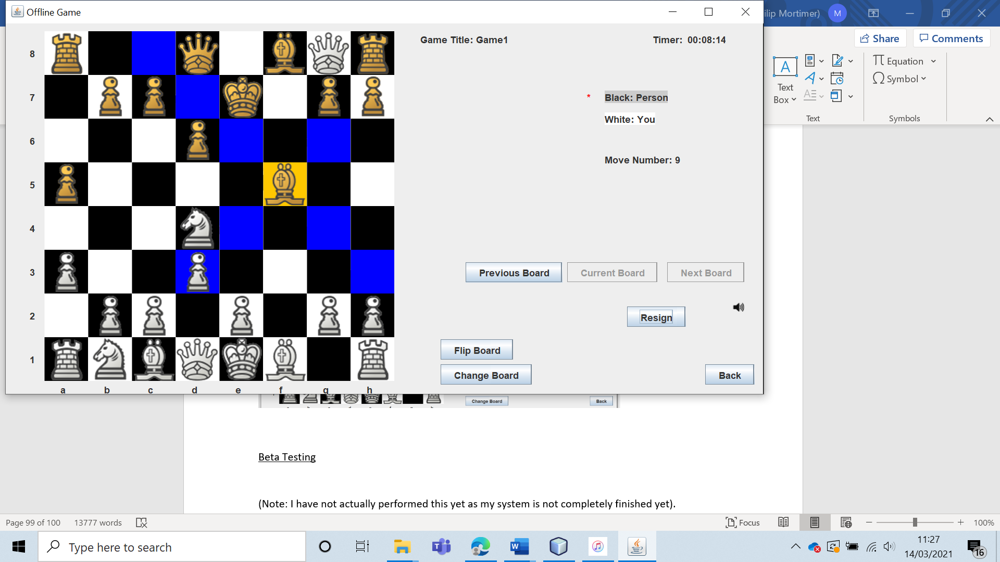 Offline Game
ilip Mortimer)
M
Share
Comments
8
Game Title: Game1
Timer: 00:08:14
A
Equation
Symbol
Text
Box
7
* Black: Person
White: You
Text
Symbols
6
Move Number: 9
5
4
3
Previous Board
Current Board
Next Board
2
Resign
Flip Board
1
Change Board
Back
a b c d e f g h
Change Board
Back
Beta Testing
(Note: I have not actually performed this yet as my system is not completely finished yet).
Page 99 of 100
13777 words
Focus
100%
Type here to search
11:27
14/03/2021
16